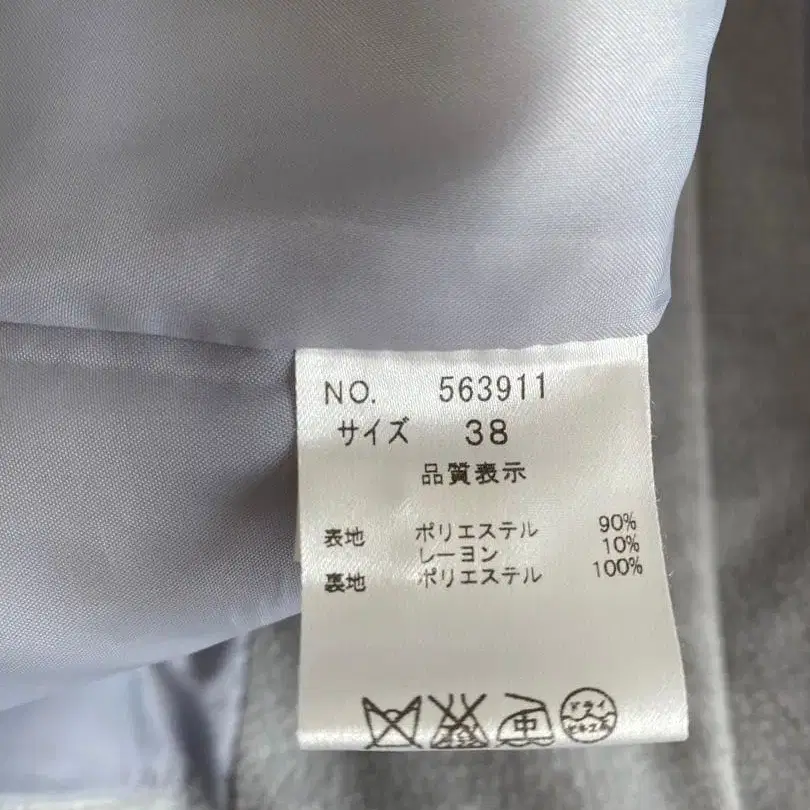 NO. 563911
サイズ 38
品質表示
表地 ポリエステル 90%
レーヨン 10%
裏地 ポリエステル 100%
中 ドライ